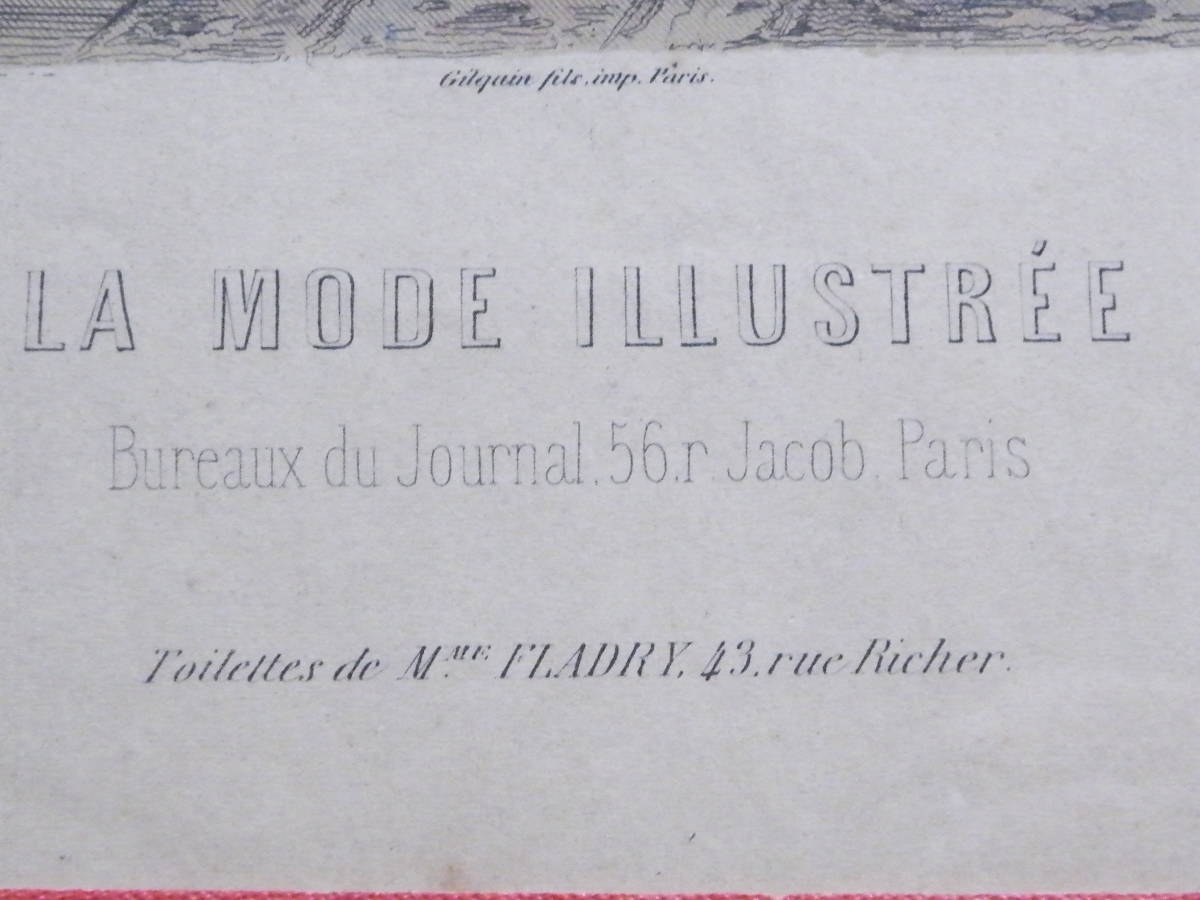 Gilquin fils, imp. Paris.
LA MODE ILLUSTRÉE
Bureaux du Journal, 56, r Jacob, Paris
Toilettes de Mᴹᴱ FLADRY, 43, rue Richer.